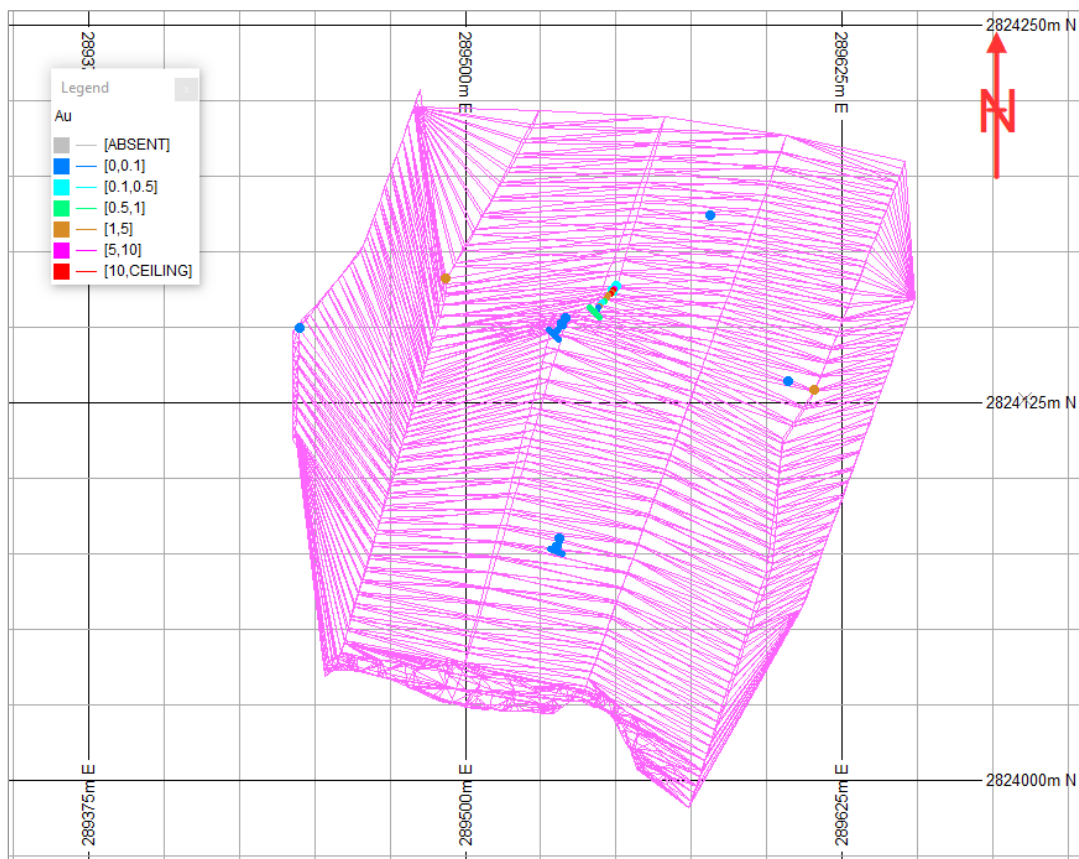 2824250m N
28937
289500m E
289625m E
N
Legend
x
Au
[ABSENT]
[0,0.1]
[0.1,0.5]
[0.5,1]
[1,5]
[5,10]
[10,CEILING]
2824125m N
2824000m N
289375m E
289500m E
289625m E